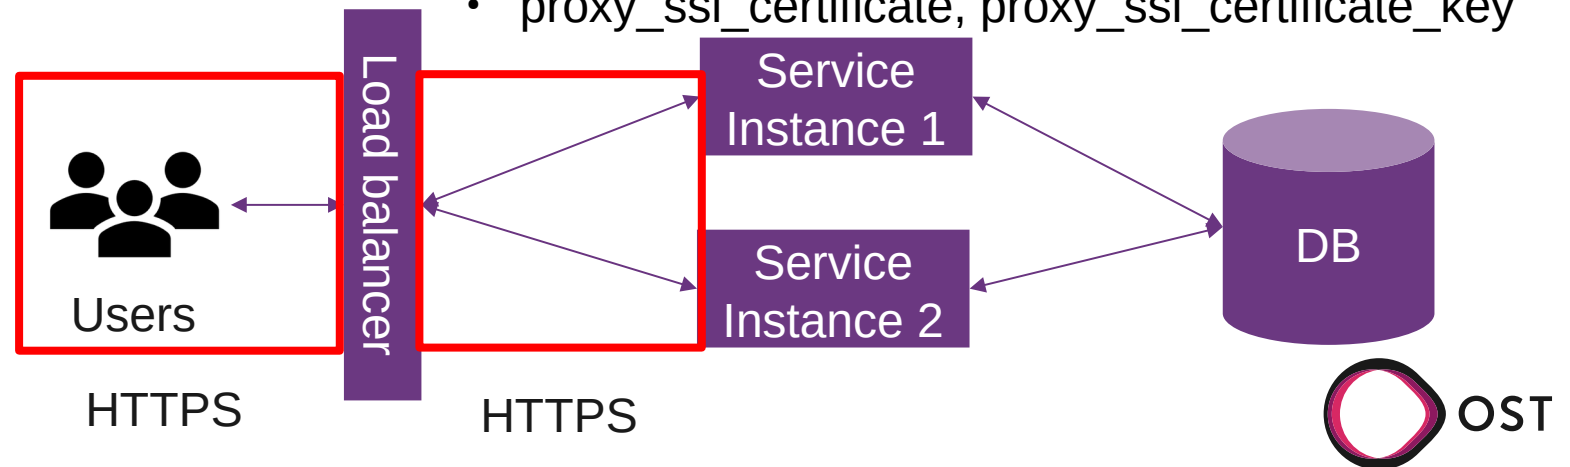 • proxy_ssl_certificate, proxy_ssl_certificate_key
Load balancer
Service
Instance 1
Service
Instance 2
DB
Users
HTTPS
HTTPS
OST